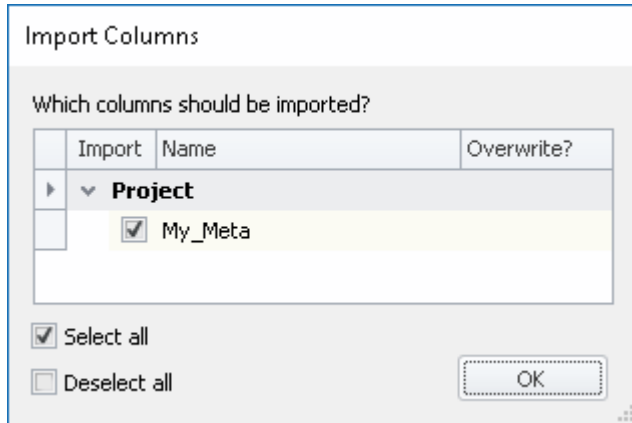 Import Columns
Which columns should be imported?
Import Name Overwrite?
Project
My_Meta
Select all
Deselect all
OK